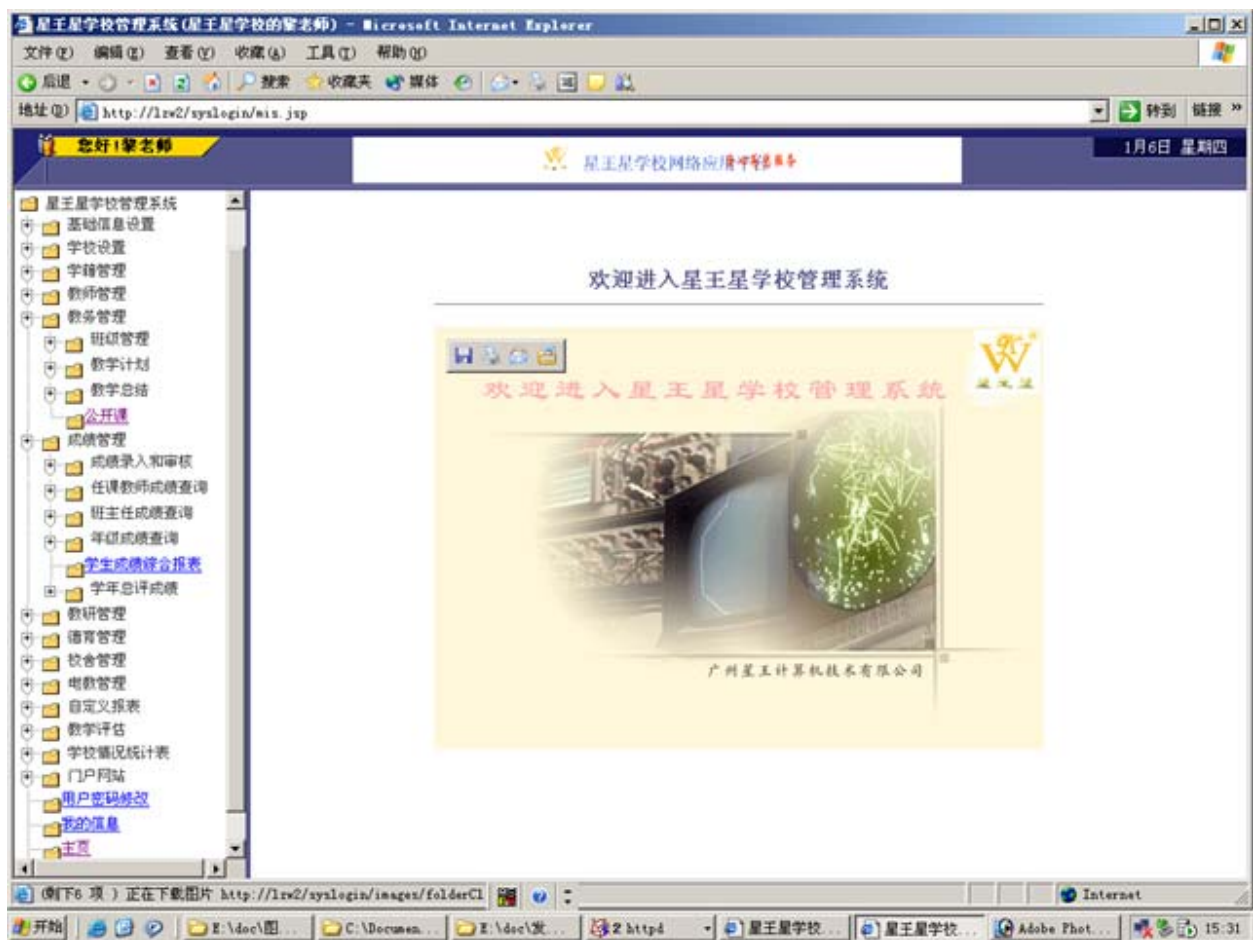 星王星学校管理系统(星王星学校的黎老师) - Microsoft Internet Explorer
文件(F) 编辑(E) 查看(V) 收藏(A) 工具(T) 帮助(H)
后退 搜索 收藏夹 媒体
地址(D) http://lzw2/syslogin/mis.jsp 转到 链接 »
您好!黎老师
星王星学校网络应用
1月6日 星期四
星王星学校管理系统
基础信息设置
学校设置
学籍管理
教师管理
教务管理
班级管理
教学计划
教学总结
公开课
成绩管理
成绩录入和审核
任课教师成绩查询
班主任成绩查询
年级成绩查询
学生成绩综合报表
学年总评成绩
教研管理
德育管理
校舍管理
电教管理
自定义报表
教学评估
学校情况统计表
门户网站
用户密码修改
我的信息
主页
欢迎进入星王星学校管理系统
欢迎进入星王星学校管理系统
星王星
广州星王计算机技术有限公司
(剩下6 项 ) 正在下载图片 http://lzw2/syslogin/images/folderCl Internet
开始 E:\doc\图... C:\Documen... E:\doc\发... 2 httpd 星王星学校... 星王星学校... Adobe Phot... 15:31